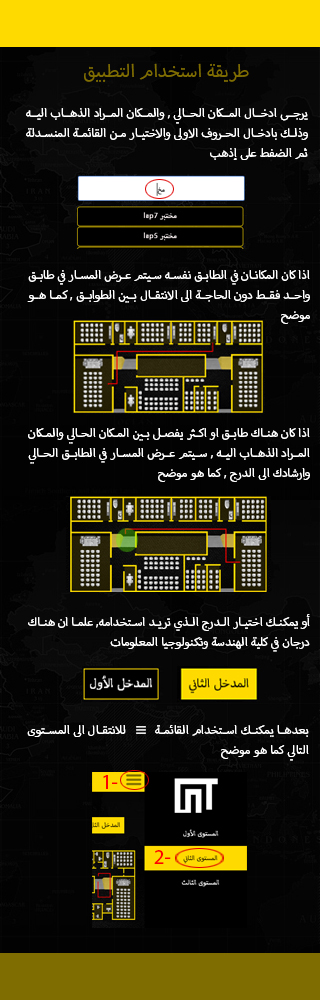 طريقة استخدام التطبيق
يرجى ادخال المكان الحالي , والمكان المراد الذهاب اليه
وذلك بادخال الحروف الاولى والاختيار من القائمة المنسدلة
ثم الضغط على إذهب
مخ
مختبر lap7
مختبر lap5
اذا كان المكانان في الطابق نفسه سيتم عرض المسار في طابق
واحد فقط دون الحاجة الى الانتقال بين الطوابق , كما هو
موضح
اذا كان هناك طابق او اكثر يفصل بين المكان الحالي والمكان
المراد الذهاب اليه , سيتم عرض المسار في الطابق الحالي
وارشادك الى الدرج , كما هو موضح
أو يمكنك اختيار الدرج الذي تريد استخدامه, علما ان هناك
درجان في كلية الهندسة وتكنولوجيا المعلومات
المدخل الثاني
المدخل الأول
بعدها يمكنك استخدام القائمة ≡ للانتقال الى المستوى
التالي كما هو موضح
1-
المدخل الثا
المستوى الأول
2- المستوى الثاني
المستوى الثالث